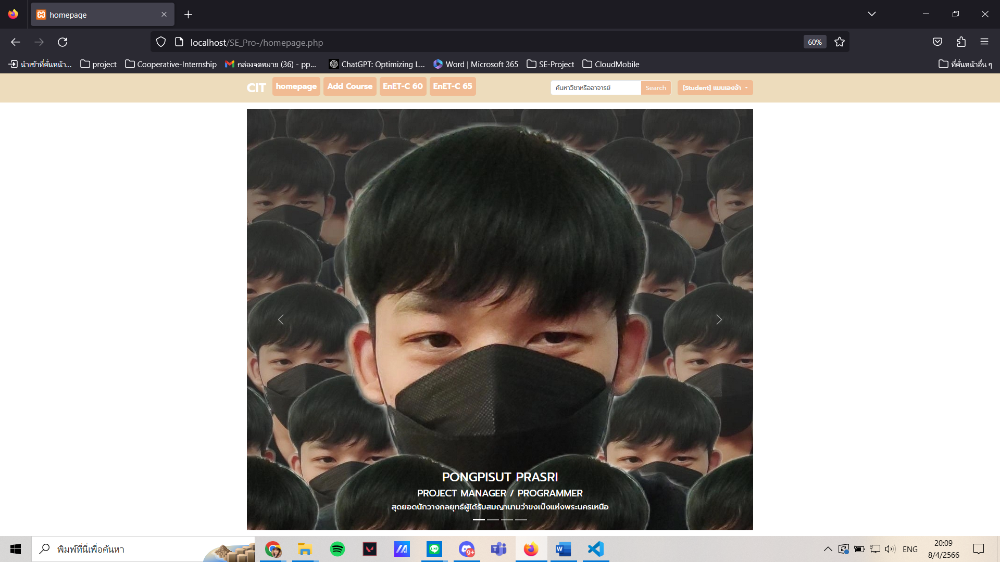 homepage
localhost/SE_Pro-/homepage.php
60%
นำเข้าที่คั่นหน้า...
project
Cooperative-Internship
กล่องจดหมาย (36) - pp...
ChatGPT: Optimizing L...
Word | Microsoft 365
SE-Project
CloudMobile
ที่คั่นหน้าอื่น ๆ
CIT
homepage
Add Course
EnET-C 60
EnET-C 65
ค้นหาวิชาหรืออาจารย์
Search
[Student] แมนเองจ้า
PONGPISUT PRASRI
PROJECT MANAGER / PROGRAMMER
สุดยอดนักวางกลยุทธ์ผู้ได้รับสมญานามว่าขงเบ๊งแห่งพระนครเหนือ
พิมพ์ที่นี่เพื่อค้นหา
LINE
9+
T
W
ENG
20:09
8/4/2566